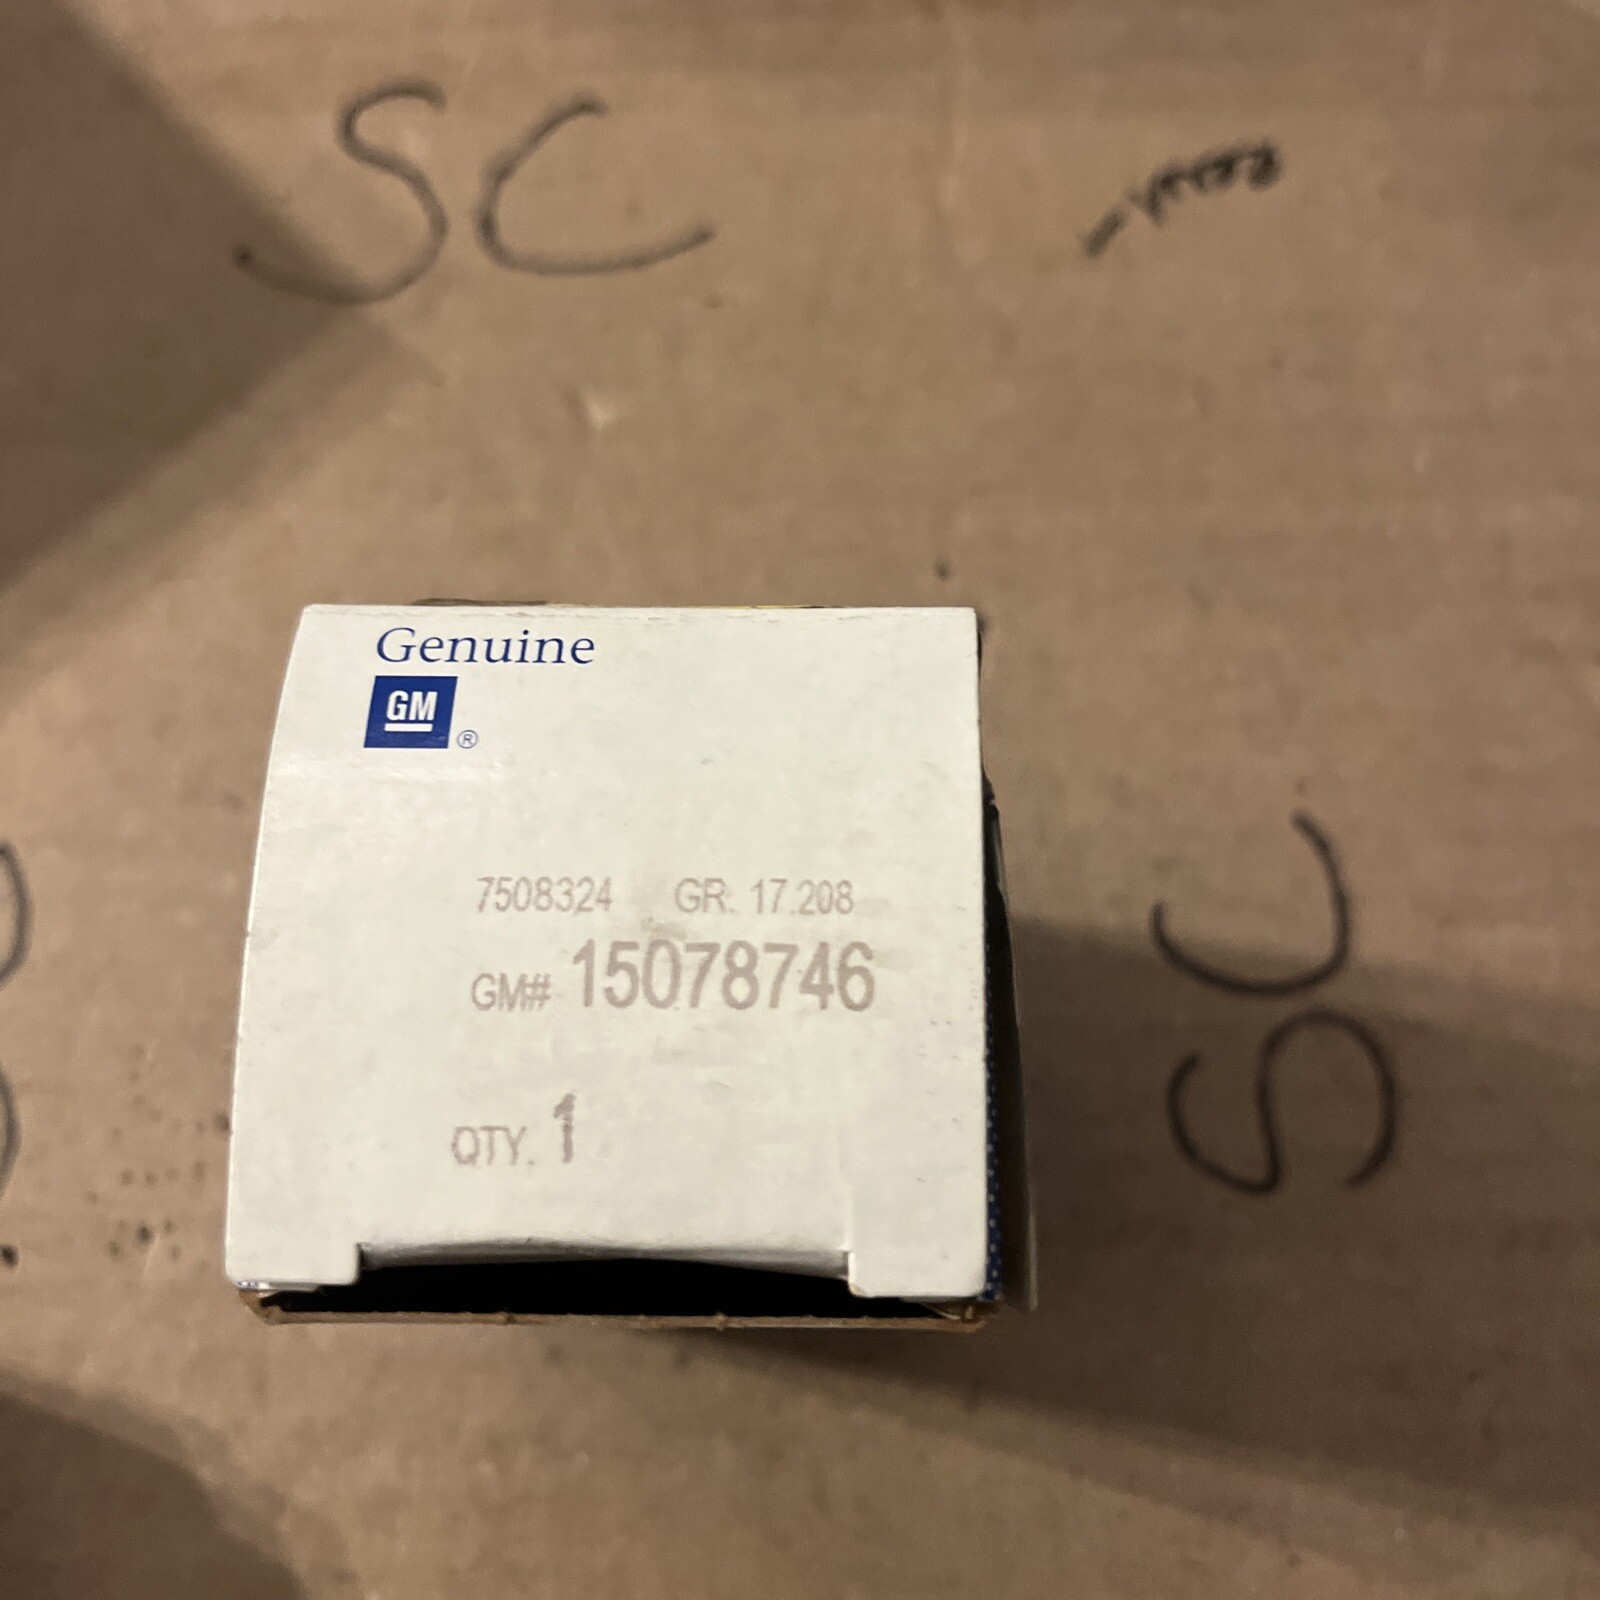 SC
Genuine
GM ®
7508324 GR. 17.208
GM# 15078746
QTY. 1
SC